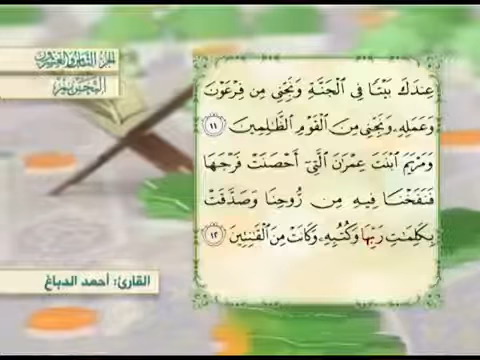 الجزء الثامن والعشرون
التحريم
عِندَكَ بَيْتًا فِي الْجَنَّةِ وَنَجِّنِي مِن فِرْعَوْنَ
وَعَمَلِهِ وَنَجِّنِي مِنَ الْقَوْمِ الظَّالِمِينَ ١١
وَمَرْيَمَ ابْنَتَ عِمْرَانَ الَّتِي أَحْصَنَتْ فَرْجَهَا
فَنَفَخْنَا فِيهِ مِن رُّوحِنَا وَصَدَّقَتْ
بِكَلِمَاتِ رَبِّهَا وَكُتُبِهِ وَكَانَتْ مِنَ الْقَانِتِينَ ١٢
القارئ: أحمد الدباغ